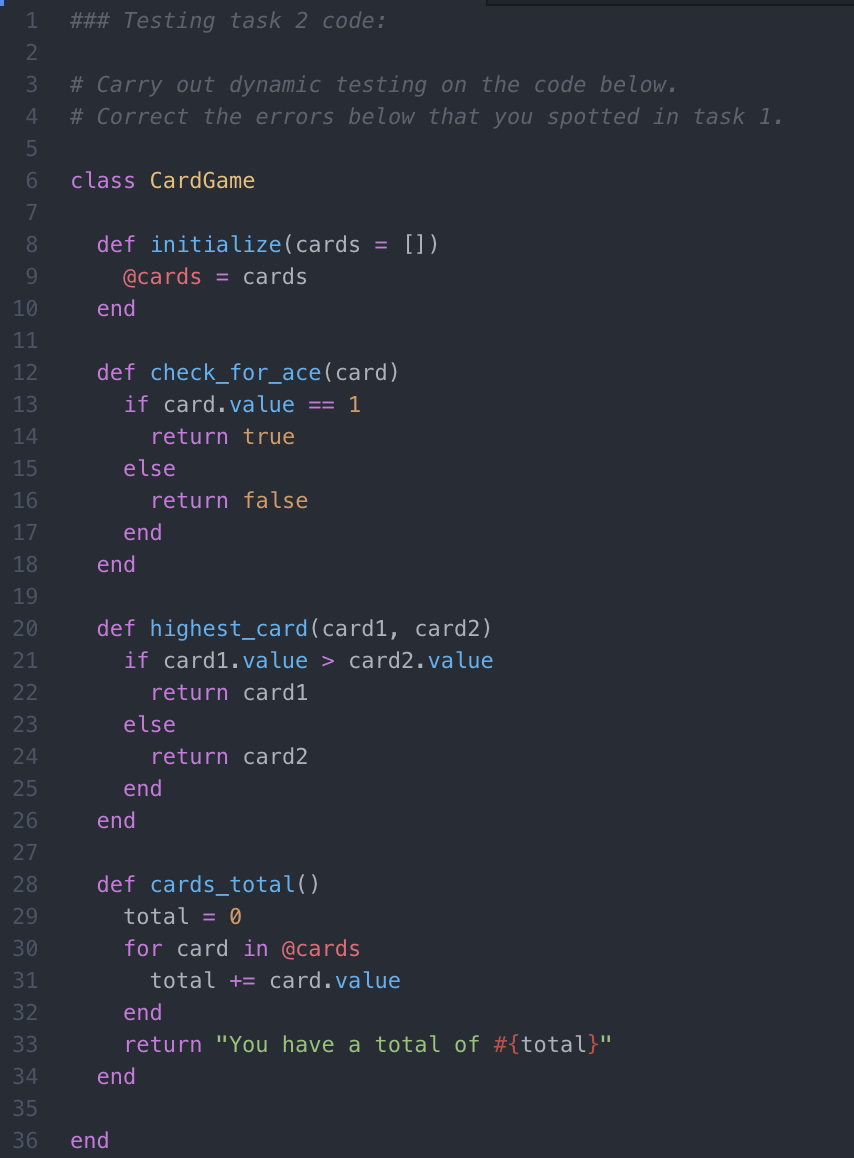 1 ### Testing task 2 code:
2
3 # Carry out dynamic testing on the code below.
4 # Correct the errors below that you spotted in task 1.
5
6 class CardGame
7
8   def initialize(cards = [])
9     @cards = cards
10   end
11
12   def check_for_ace(card)
13     if card.value == 1
14       return true
15     else
16       return false
17     end
18   end
19
20   def highest_card(card1, card2)
21     if card1.value > card2.value
22       return card1
23     else
24       return card2
25     end
26   end
27
28   def cards_total()
29     total = 0
30     for card in @cards
31       total += card.value
32     end
33     return "You have a total of #{total}"
34   end
35
36 end